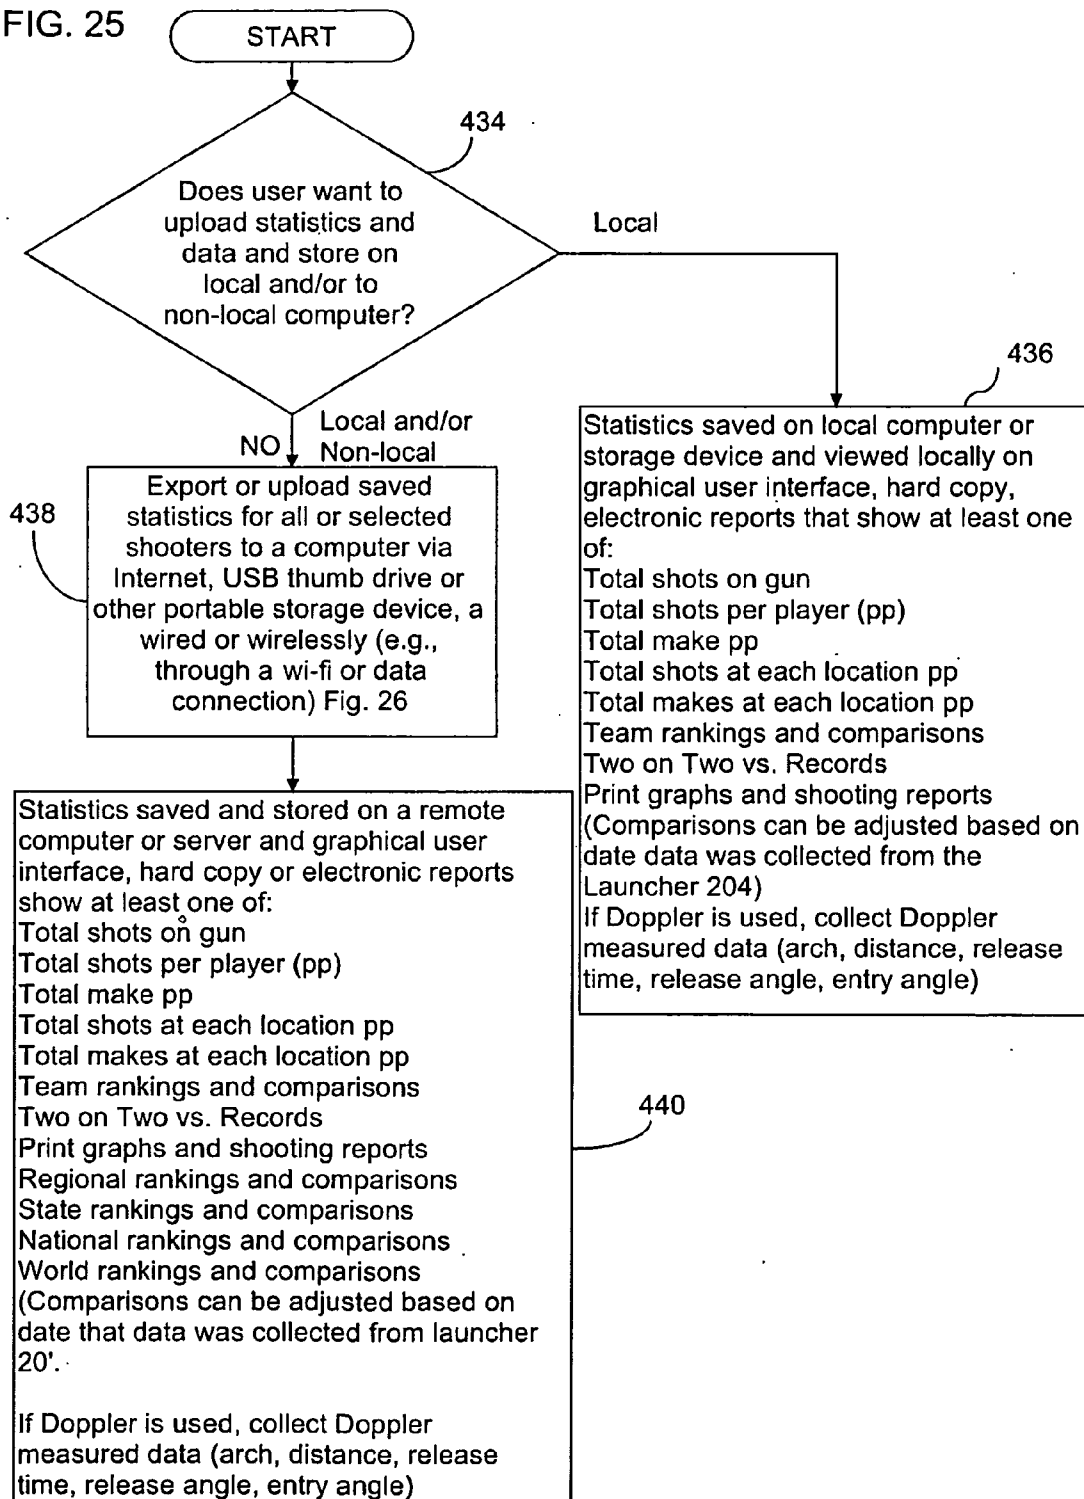 FIG. 25
START
434
Does user want to
upload statistics and
data and store on
local and/or to
non-local computer?
Local
Local and/or
NO Non-local
436
Statistics saved on local computer or
storage device and viewed locally on
graphical user interface, hard copy,
electronic reports that show at least one
of:
Total shots on gun
Total shots per player (pp)
Total make pp
Total shots at each location pp
Total makes at each location pp
Team rankings and comparisons
Two on Two vs. Records
Print graphs and shooting reports
(Comparisons can be adjusted based on
date data was collected from the
Launcher 204)
If Doppler is used, collect Doppler
measured data (arch, distance, release
time, release angle, entry angle)
438
Export or upload saved
statistics for all or selected
shooters to a computer via
Internet, USB thumb drive or
other portable storage device, a
wired or wirelessly (e.g.,
through a wi-fi or data
connection) Fig. 26
Statistics saved and stored on a remote
computer or server and graphical user
interface, hard copy or electronic reports
show at least one of:
Total shots on gun
Total shots per player (pp)
Total make pp
Total shots at each location pp
Total makes at each location pp
Team rankings and comparisons
Two on Two vs. Records
Print graphs and shooting reports
Regional rankings and comparisons
State rankings and comparisons
National rankings and comparisons
World rankings and comparisons
(Comparisons can be adjusted based on
date that data was collected from launcher
20'.
If Doppler is used, collect Doppler
measured data (arch, distance, release
time, release angle, entry angle)
440